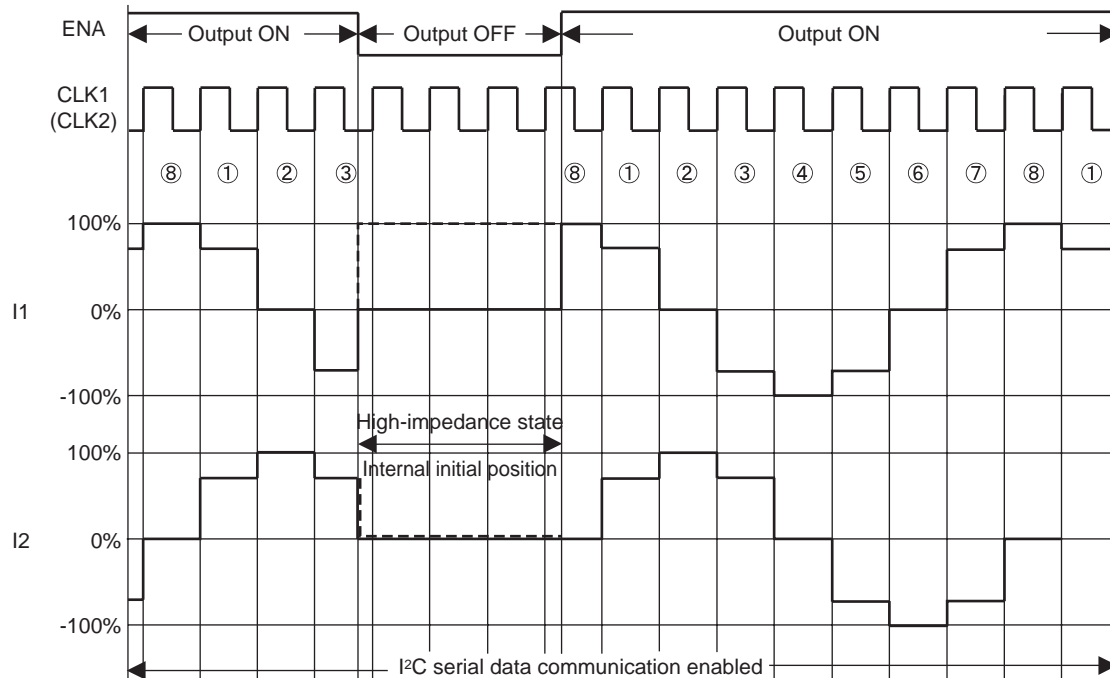 ENA
Output ON
Output OFF
Output ON
CLK1
(CLK2)
⑧ ① ② ③ ⑧ ① ② ③ ④ ⑤ ⑥ ⑦ ⑧ ①
100%
I1
0%
-100%
High-impedance state
100%
Internal initial position
I2
0%
-100%
I²C serial data communication enabled